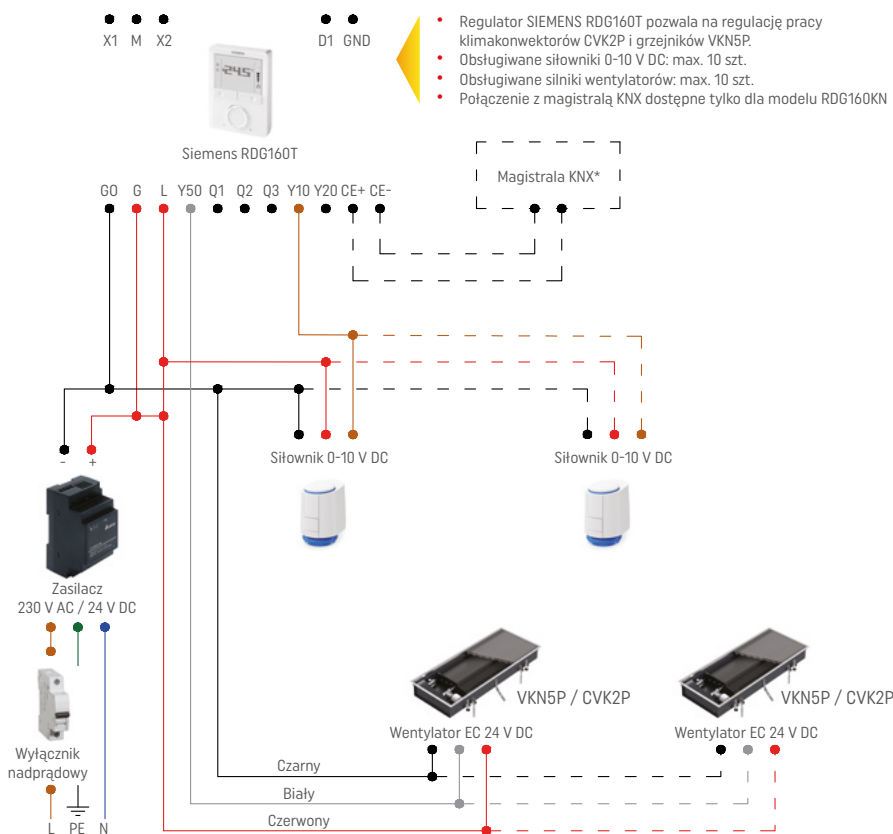 X1 M X2
D1 GND
• Regulator SIEMENS RDG160T pozwala na regulację pracy
klimakonwektorów CVK2P i grzejników VKN5P.
• Obsługiwane siłowniki 0-10 V DC: max. 10 szt.
• Obsługiwane silniki wentylatorów: max. 10 szt.
• Połączenie z magistralą KNX dostępne tylko dla modelu RDG160KN
Siemens RDG160T
Magistrala KNX*
G0 G L Y50 Q1 Q2 Q3 Y10 Y20 CE+ CE-
- +
Siłownik 0-10 V DC
Siłownik 0-10 V DC
Zasilacz
230 V AC / 24 V DC
VKN5P / CVK2P
VKN5P / CVK2P
Wentylator EC 24 V DC
Wentylator EC 24 V DC
Wyłącznik
nadprądowy
Czarny
Biały
Czerwony
L PE N